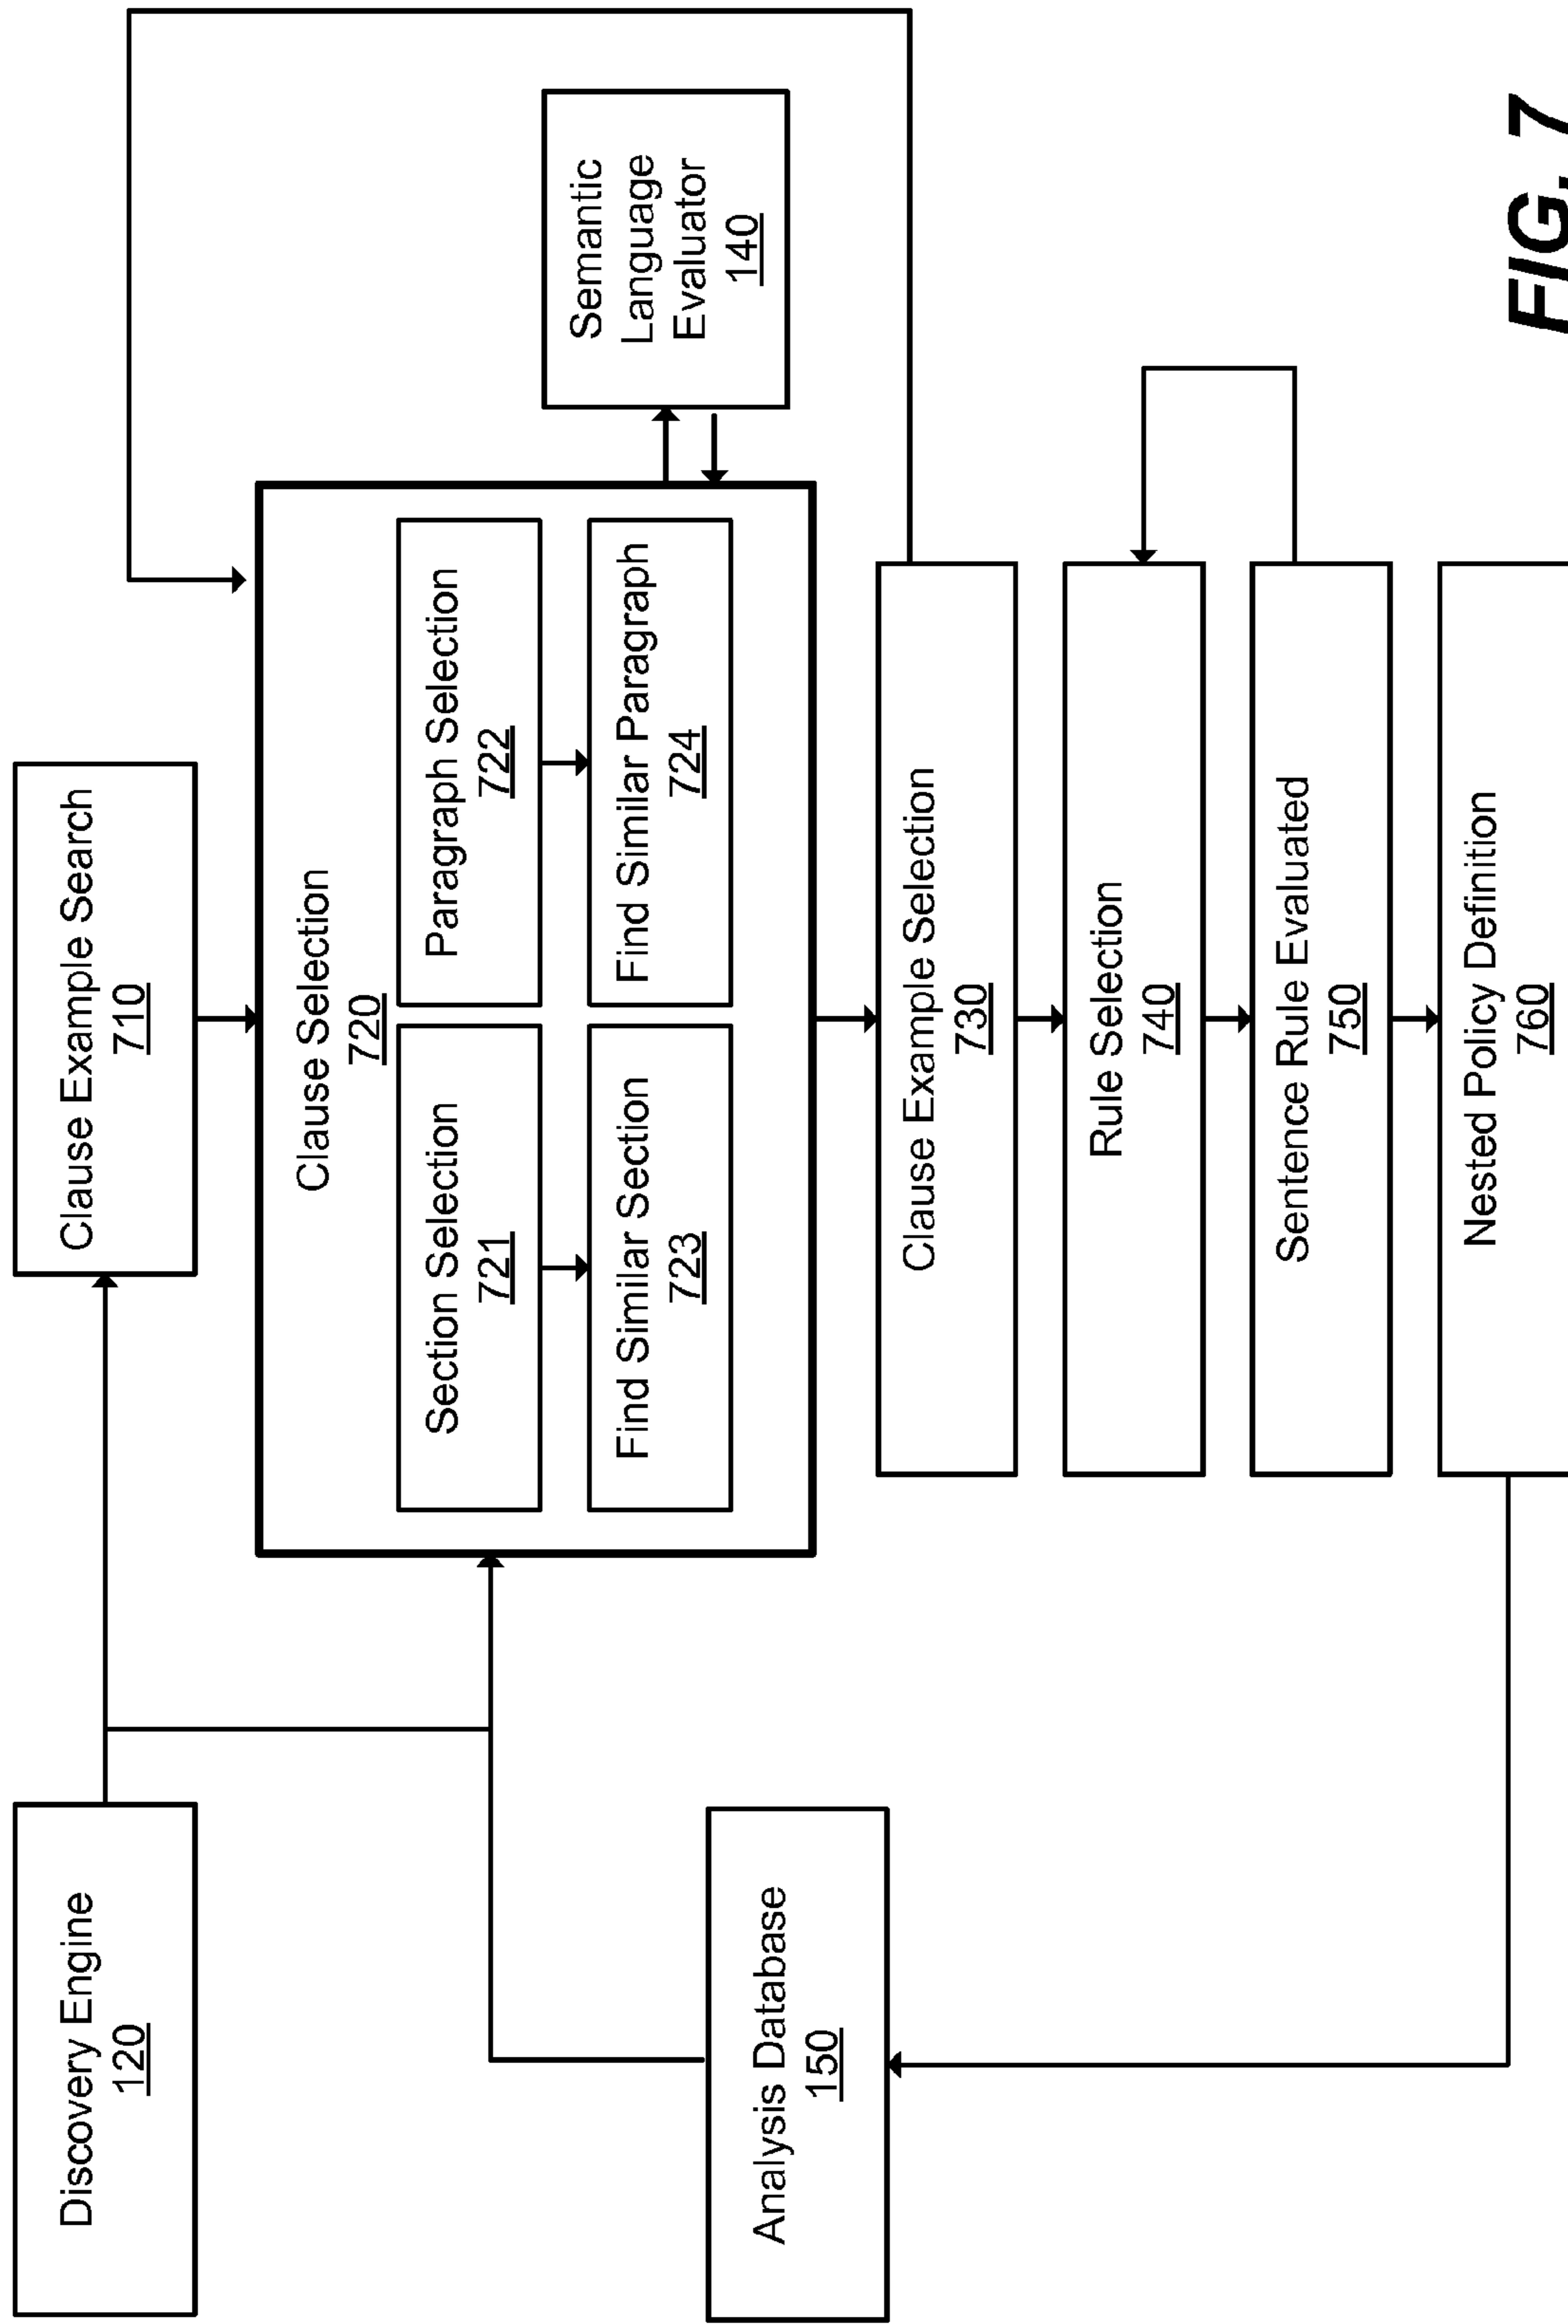 Discovery Engine
120
Clause Example Search
710
Clause Selection
720
Section Selection
721
Paragraph Selection
722
Find Similar Section
723
Find Similar Paragraph
724
Semantic
Language
Evaluator
140
Analysis Database
150
Clause Example Selection
730
Rule Selection
740
Sentence Rule Evaluated
750
Nested Policy Definition
760
FIG. 7